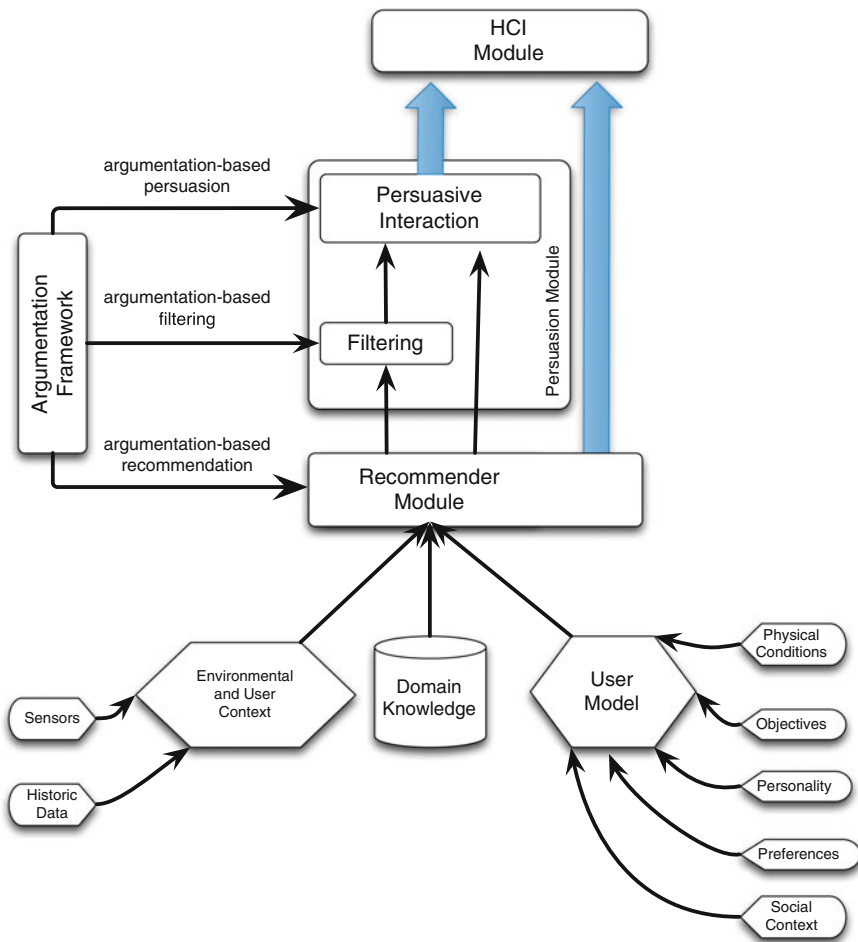 HCI
Module
argumentation-based
persuasion
Persuasive
Interaction
Argumentation
Framework
argumentation-based
filtering
Filtering
Persuasion Module
argumentation-based
recommendation
Recommender
Module
Environmental
and User
Context
Domain
Knowledge
User
Model
Sensors
Historic
Data
Physical
Conditions
Objectives
Personality
Preferences
Social
Context